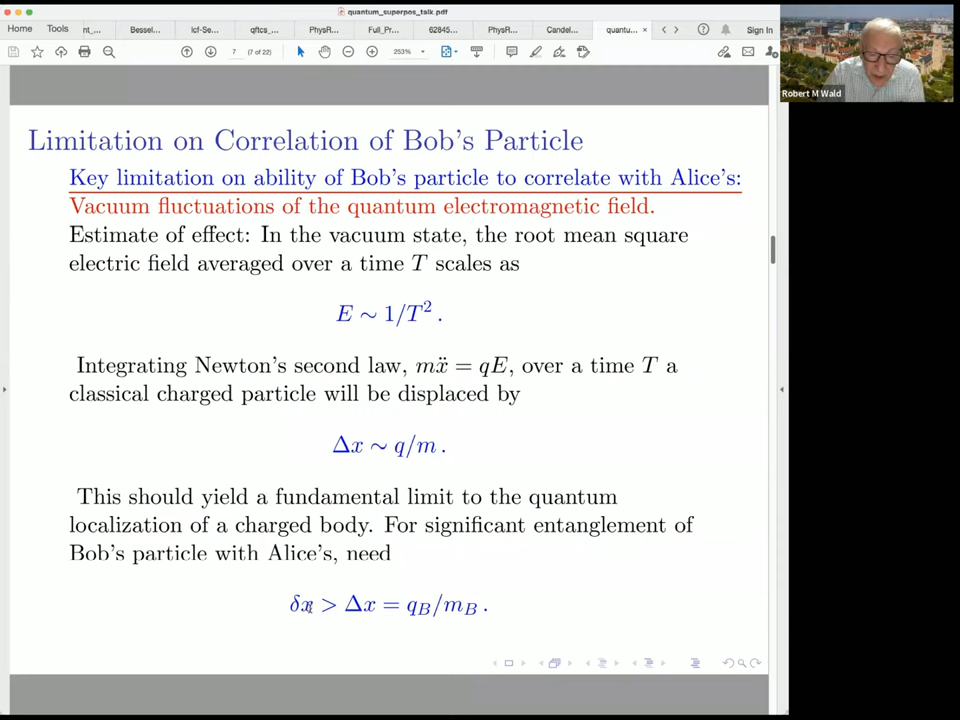 quantum_superpos_talk.pdf
Home Tools nt_... Bessel... lcf-Se... qftcs_... PhysR... Full_Pr... 62845... PhysR... Candel... quantu... × Sign In
7 (7 of 22) 253%
Robert M Wald
Limitation on Correlation of Bob's Particle
Key limitation on ability of Bob's particle to correlate with Alice's:
Vacuum fluctuations of the quantum electromagnetic field.
Estimate of effect: In the vacuum state, the root mean square
electric field averaged over a time T scales as
E ∼ 1/T² .
Integrating Newton's second law, mẍ = qE, over a time T a
classical charged particle will be displaced by
Δx ∼ q/m .
This should yield a fundamental limit to the quantum
localization of a charged body. For significant entanglement of
Bob's particle with Alice's, need
δx > Δx = q_B/m_B .